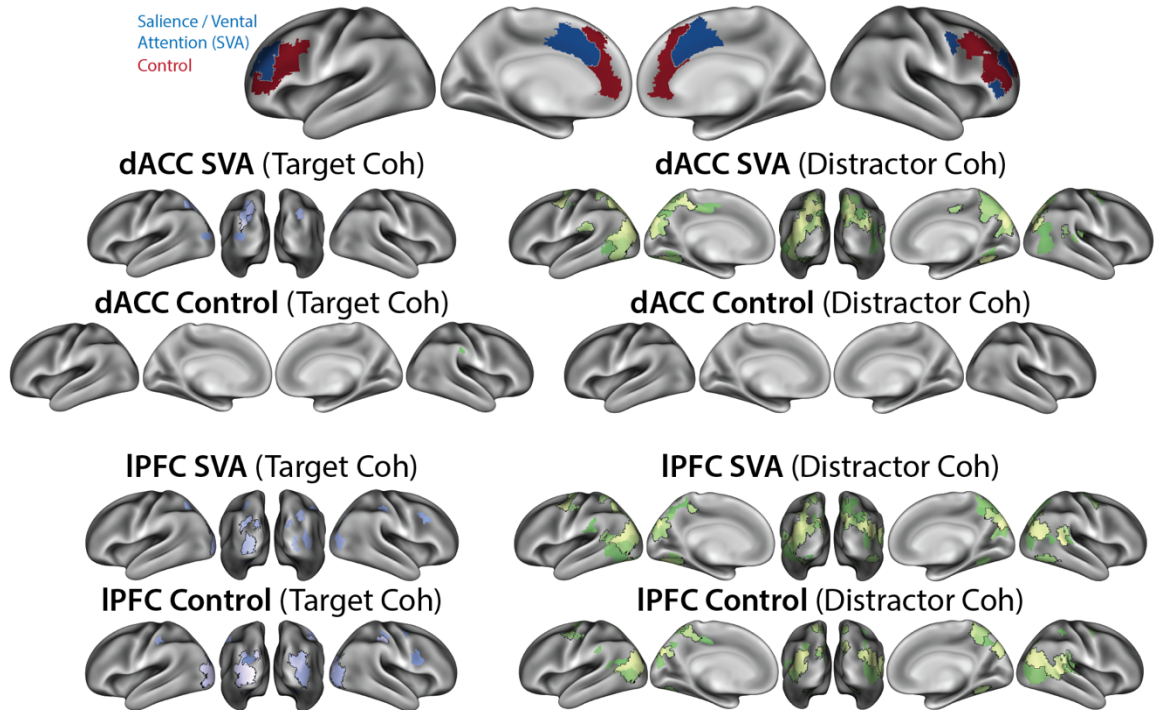 Salience / Vental
Attention (SVA)
Control
dACC SVA (Target Coh)
dACC SVA (Distractor Coh)
dACC Control (Target Coh)
dACC Control (Distractor Coh)
lPFC SVA (Target Coh)
lPFC SVA (Distractor Coh)
lPFC Control (Target Coh)
lPFC Control (Distractor Coh)